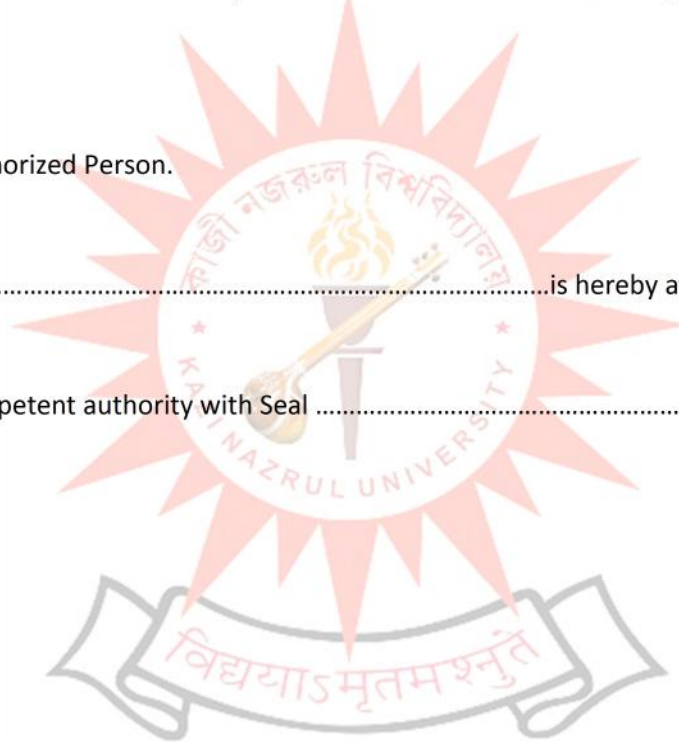 horized Person.
কাজী নজরুল বিশ্ববিদ্যালয়
....................................................................is hereby a
petent authority with Seal .............................................
KAZI NAZRUL UNIVERSITY
विद्ययाऽमृतमश्नुते